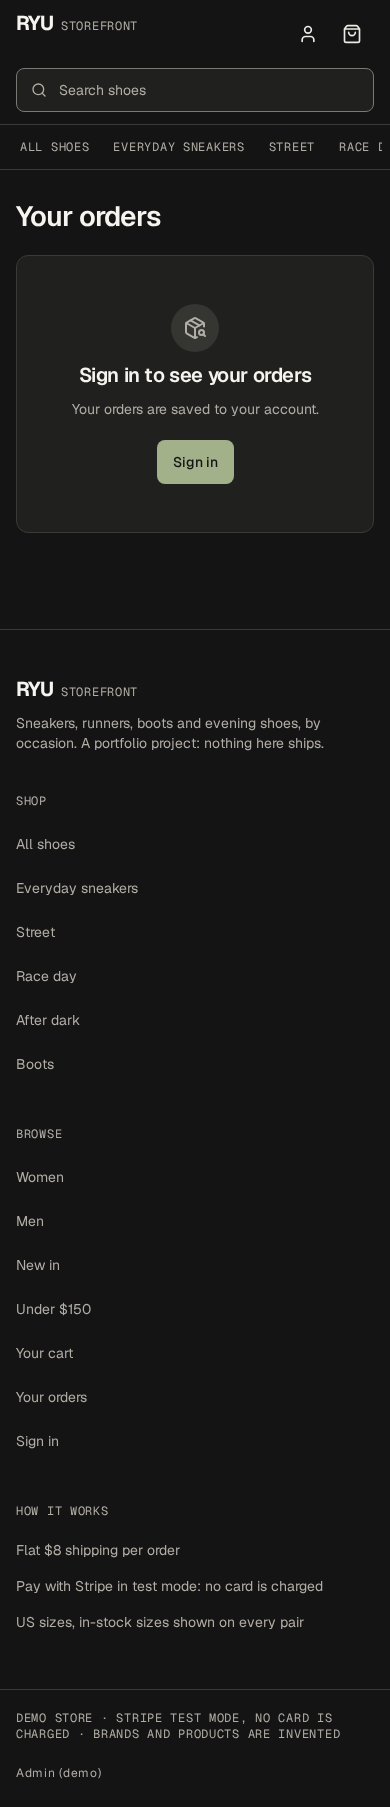 RYU STOREFRONT
Search shoes
ALL SHOES EVERYDAY SNEAKERS STREET RACE
Your orders
Sign in to see your orders
Your orders are saved to your account.
Sign in
RYU STOREFRONT
Sneakers, runners, boots and evening shoes, by
occasion. A portfolio project: nothing here ships.
SHOP
All shoes
Everyday sneakers
Street
Race day
After dark
Boots
BROWSE
Women
Men
New in
Under $150
Your cart
Your orders
Sign in
HOW IT WORKS
Flat $8 shipping per order
Pay with Stripe in test mode: no card is charged
US sizes, in-stock sizes shown on every pair
DEMO STORE · STRIPE TEST MODE, NO CARD IS
CHARGED · BRANDS AND PRODUCTS ARE INVENTED
Admin (demo)